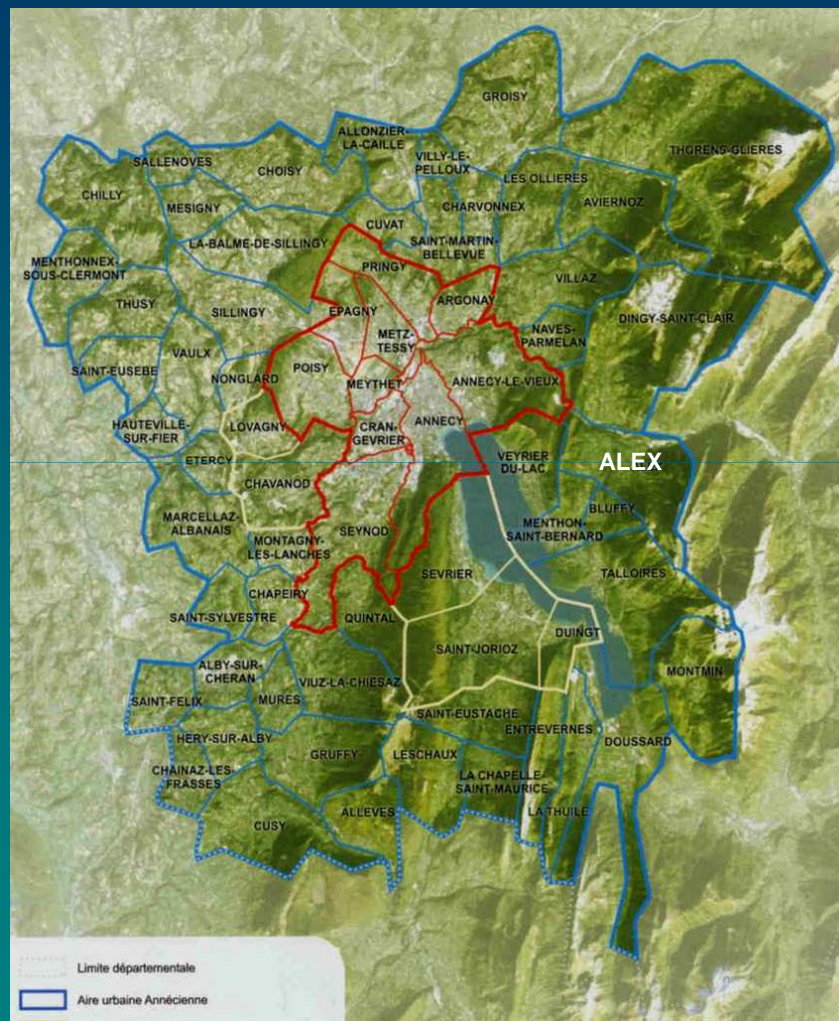 GROISY
ALLONZIER-
LA-CAILLE
THORENS-GLIERES
SALLENOVES
CHOISY
VILLY-LE-
PELLOUX
LES OLLIERES
CHILLY
MESIGNY
CHARVONNEX
AVIERNOZ
CUVAT
LA-BALME-DE-SILLINGY
SAINT-MARTIN-
BELLEVUE
MENTHONNEX-
SOUS-CLERMONT
PRINGY
VILLAZ
THUSY
SILLINGY
EPAGNY
ARGONAY
DINGY-SAINT-CLAIR
METZ-
TESSY
NAVES-
PARMELAN
VAULX
SAINT-EUSEBE
NONGLARD
POISY
MEYTHET
ANNECY-LE-VIEUX
HAUTEVILLE-
SUR-FIER
LOVAGNY
CRAN-
GEVRIER
ANNECY
ETERCY
VEYRIER
DU-LAC
ALEX
CHAVANOD
MARCELLAZ-
ALBANAIS
SEYNOD
BLUFFY
MENTHON-
SAINT-BERNARD
MONTAGNY-
LES-LANCHES
SEVRIER
TALLOIRES
CHAPEIRY
SAINT-SYLVESTRE
QUINTAL
DUINGT
SAINT-JORIOZ
ALBY-SUR-
CHERAN
MONTMIN
SAINT-FELIX
MURES
VIUZ-LA-CHIESAZ
SAINT-EUSTACHE
ENTREVERNES
HERY-SUR-ALBY
DOUSSARD
GRUFFY
LESCHAUX
CHAINAZ-LES-
FRASSES
LA CHAPELLE-
SAINT-MAURICE
ALLEVES
LA THUILE
CUSY
Limite départementale
Aire urbaine Annécienne